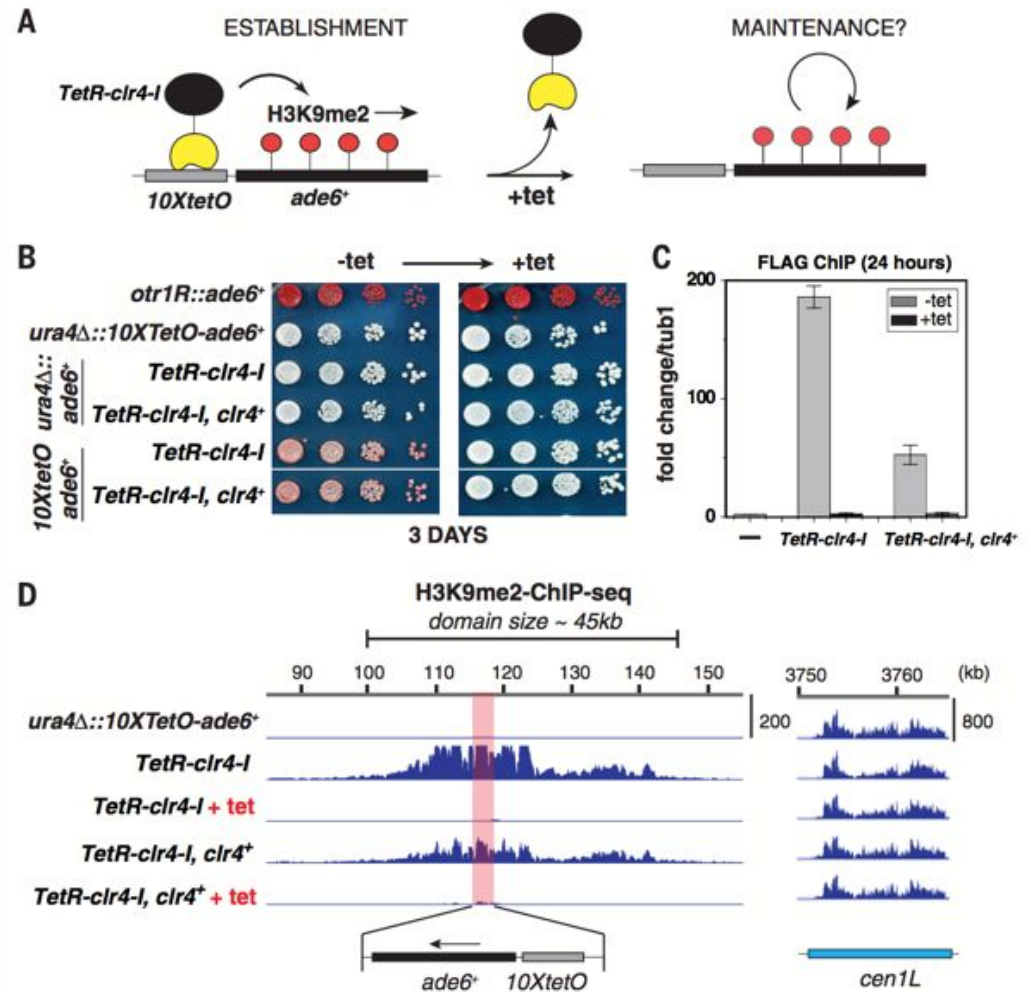 A
ESTABLISHMENT
MAINTENANCE?
TetR-clr4-I
H3K9me2
10XtetO
ade6+
+tet
B
-tet
+tet
otr1R::ade6+
ura4Δ::10XTetO-ade6+
ura4Δ::
ade6+
TetR-clr4-I
TetR-clr4-I, clr4+
10XtetO
ade6+
TetR-clr4-I
TetR-clr4-I, clr4+
3 DAYS
C
FLAG ChIP (24 hours)
fold change/tub1
200
100
0
-tet
+tet
–
TetR-clr4-I
TetR-clr4-I, clr4+
D
H3K9me2-ChIP-seq
domain size ~ 45kb
90 100 110 120 130 140 150
3750 3760 (kb)
ura4Δ::10XTetO-ade6+
200
800
TetR-clr4-I
TetR-clr4-I + tet
TetR-clr4-I, clr4+
TetR-clr4-I, clr4+ + tet
ade6+ 10XtetO
cen1L